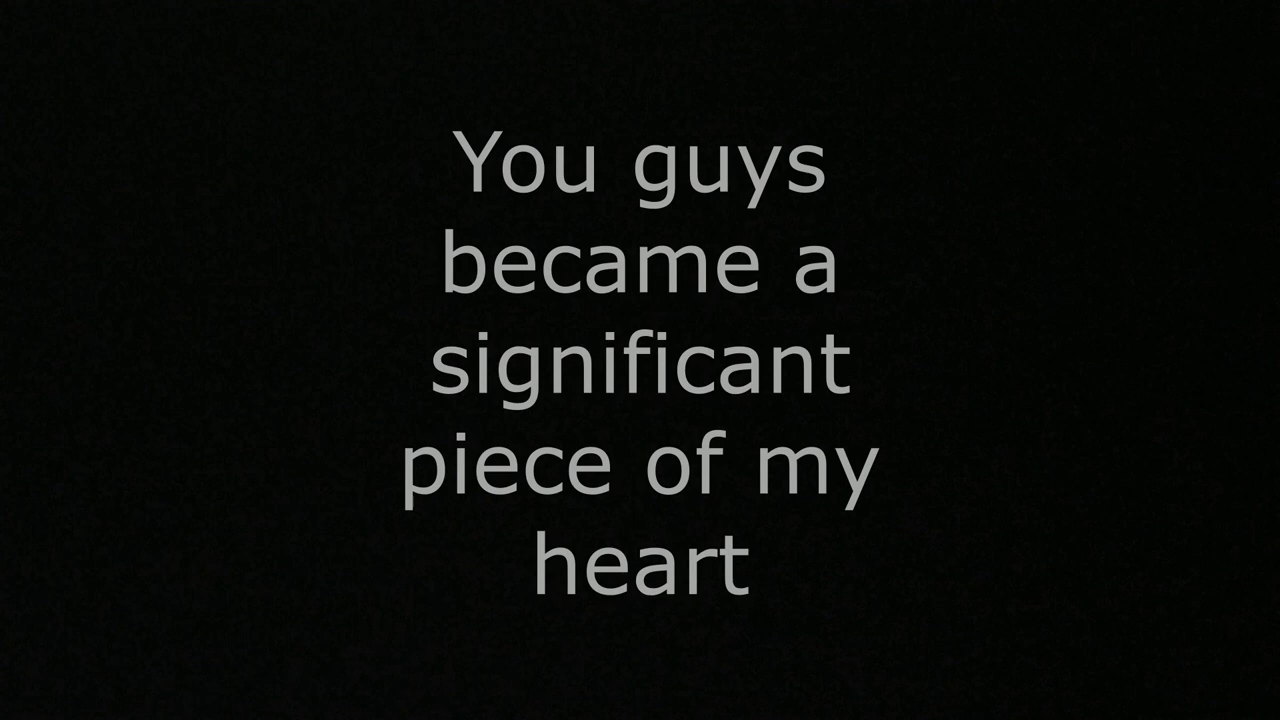 You guys
became a
significant
piece of my
heart